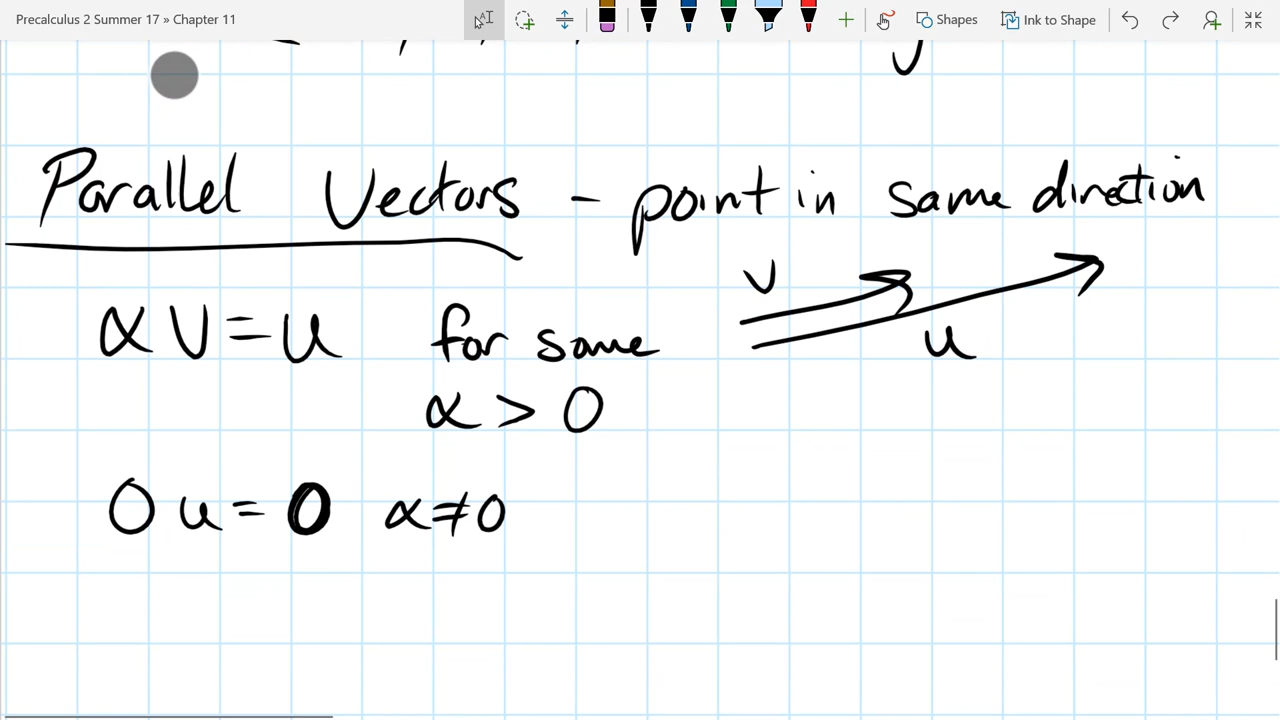 Precalculus 2 Summer 17 » Chapter 11
Shapes
Ink to Shape
Parallel Vectors - point in same direction
v
u
αV=u for some
α > 0
0u=0 α≠0